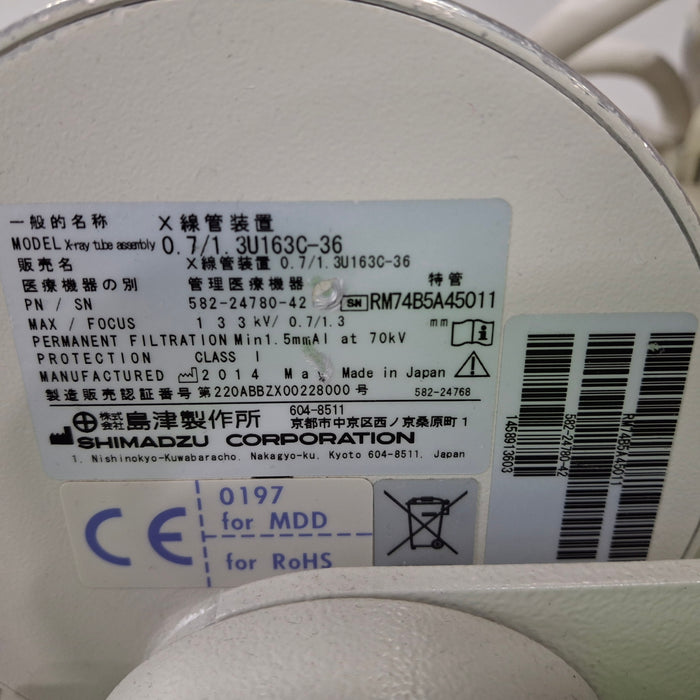 一般的名称 X線管装置
MODEL X-ray tube assembly 0.7/1.3U163C-36
販売名 X線管装置 0.7/1.3U163C-36
医療機器の別 管理医療機器 特管
PN / SN 582-24780-42 SN RM74B5A45011
MAX / FOCUS 133kV/ 0.7/1.3 mm
PERMANENT FILTRATION Min1.5mmAl at 70kV
PROTECTION CLASS I
MANUFACTURED 2014 May Made in Japan
製造販売認証番号 第220ABBZX00228000号 582-24768
株式会社 島津製作所 604-8511 京都市中京区西ノ京桑原町1
SHIMADZU CORPORATION
1, Nishinokyo-Kuwabaracho, Nakagyo-ku, Kyoto 604-8511, Japan
CE 0197
for MDD
for RoHS
RM74B5A45011
582-24780-42
1458913603